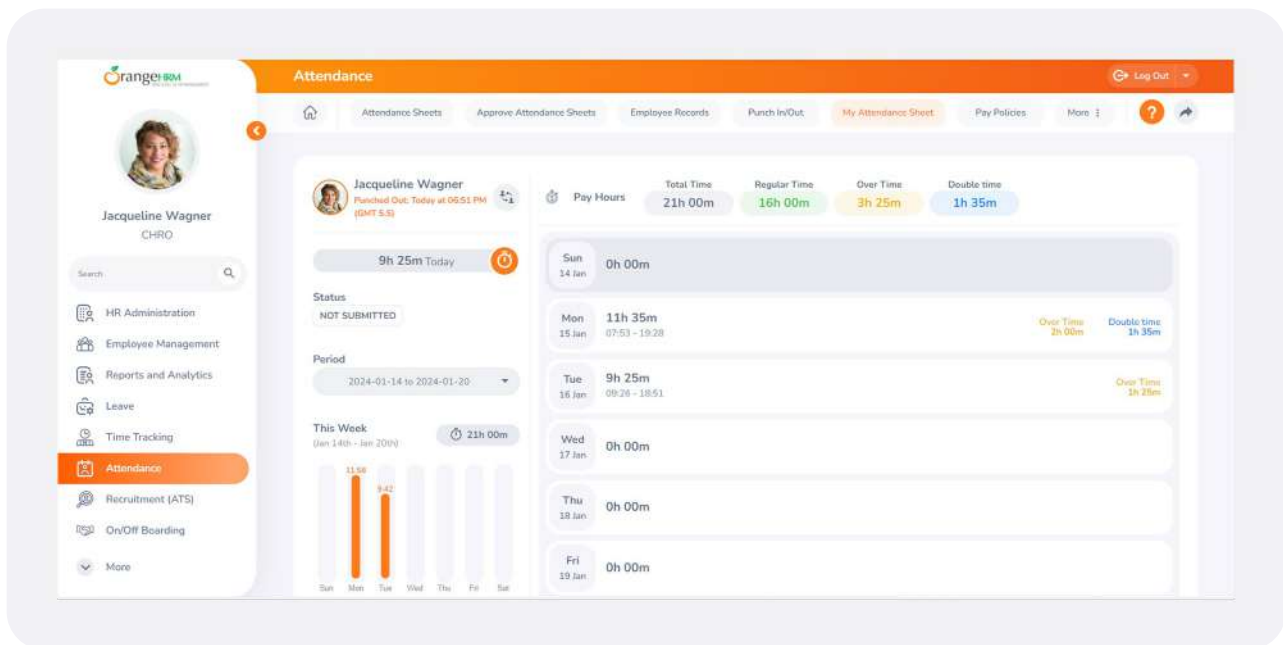 OrangeHRM
Attendance
Log Out
Attendance Sheets
Approve Attendance Sheets
Employee Records
Punch In/Out
My Attendance Sheet
Pay Policies
More
?
Jacqueline Wagner
CHRO
Search
HR Administration
Employee Management
Reports and Analytics
Leave
Time Tracking
Attendance
Recruitment (ATS)
On/Off Boarding
More
Jacqueline Wagner
Punched Out: Today at 06:51 PM
(GMT 5.5)
9h 25m Today
Status
NOT SUBMITTED
Period
2024-01-14 to 2024-01-20
This Week
(Jan 14th - Jan 20th)
21h 00m
11:58
9:42
Sun Mon Tue Wed Thu Fri Sat
Pay Hours
Total Time
21h 00m
Regular Time
16h 00m
Over Time
3h 25m
Double time
1h 35m
Sun
14 Jan
0h 00m
Mon
15 Jan
11h 35m
07:53 - 19:28
Over Time
2h 00m
Double time
1h 35m
Tue
16 Jan
9h 25m
09:26 - 18:51
Over Time
1h 25m
Wed
17 Jan
0h 00m
Thu
18 Jan
0h 00m
Fri
19 Jan
0h 00m